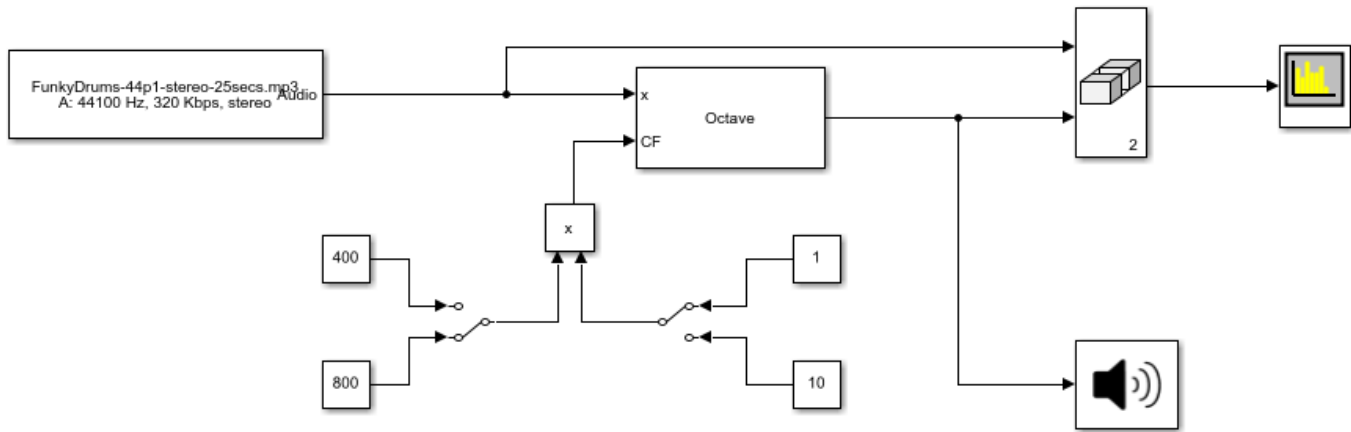 FunkyDrums-44p1-stereo-25secs.mp3
A: 44100 Hz, 320 Kbps, stereo
Audio
x
CF
Octave
2
x
400
800
1
10